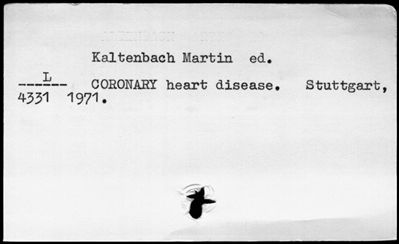 Kaltenbach Martin ed.
L
------ CORONARY heart disease. Stuttgart,
4331 1971.